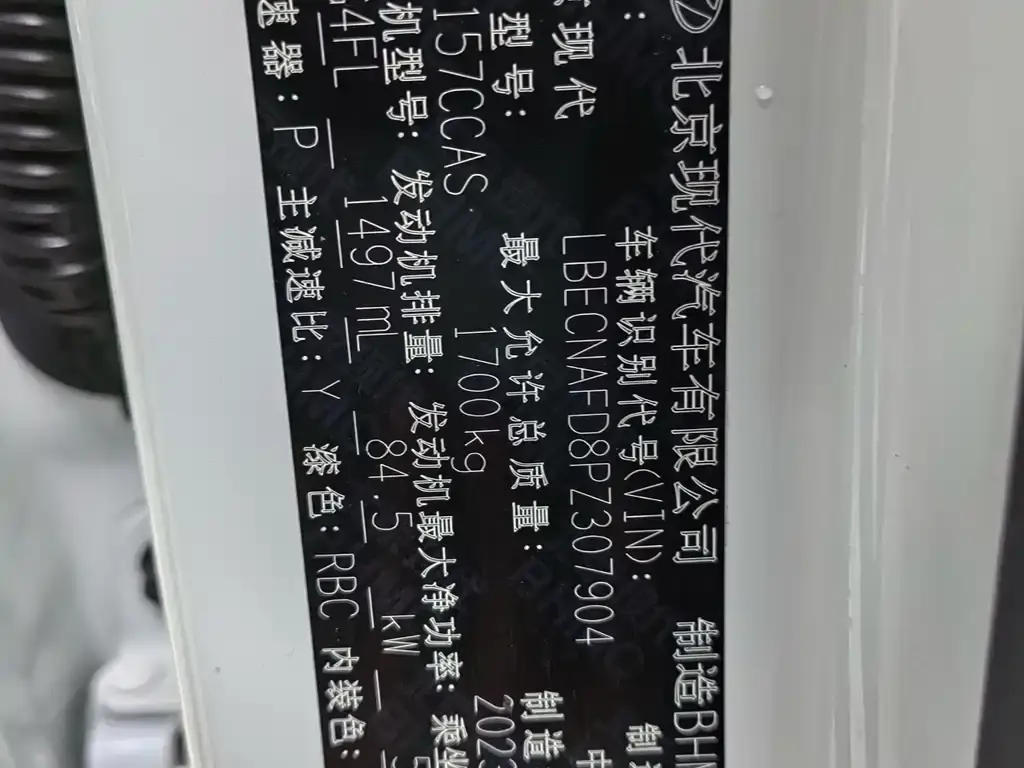 北京现代汽车有限公司 制造BH
现代 车辆识别代号(VIN):
LBECNAFD8PZ307904
型号: 最大允许总质量: 制造
157CCAS 1700kg 2023
机型号: 发动机排量: 发动机最大净功率: 乘坐
G4FL 1497mL 84.5 kW
速器: P 主减速比: Y 漆色: RBC 内装色: